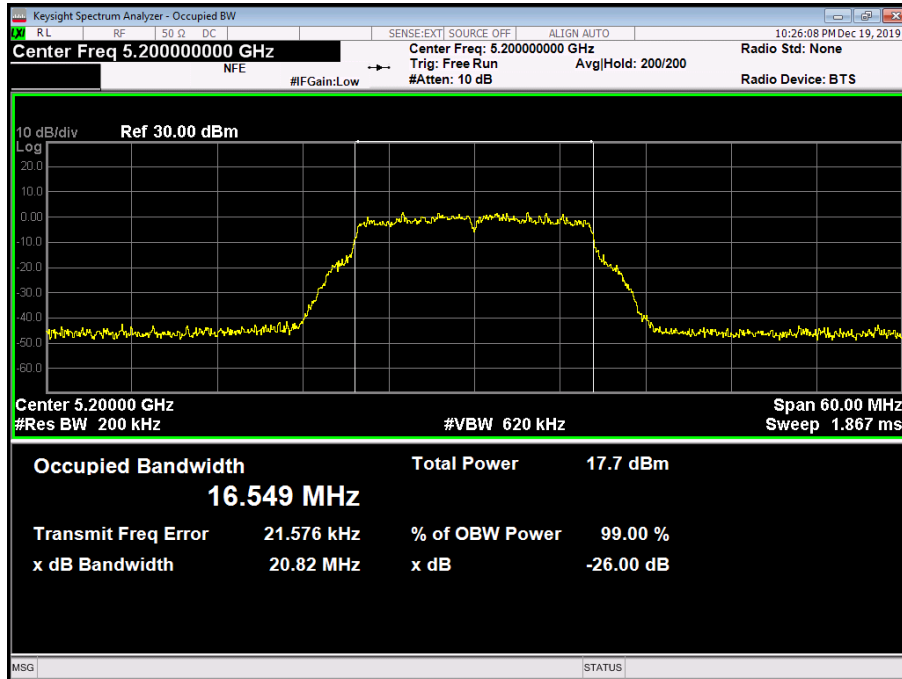 Keysight Spectrum Analyzer - Occupied BW
LXI RL RF 50 Ω DC SENSE:EXT SOURCE OFF ALIGN AUTO 10:26:08 PM Dec 19, 2019
Center Freq 5.200000000 GHz Center Freq: 5.200000000 GHz Radio Std: None
NFE Trig: Free Run Avg|Hold: 200/200
#IFGain:Low #Atten: 10 dB Radio Device: BTS
10 dB/div Ref 30.00 dBm
Log
20.0
10.0
0.00
-10.0
-20.0
-30.0
-40.0
-50.0
-60.0
Center 5.20000 GHz Span 60.00 MHz
#Res BW 200 kHz #VBW 620 kHz Sweep 1.867 ms
Occupied Bandwidth Total Power 17.7 dBm
16.549 MHz
Transmit Freq Error 21.576 kHz % of OBW Power 99.00 %
x dB Bandwidth 20.82 MHz x dB -26.00 dB
MSG STATUS